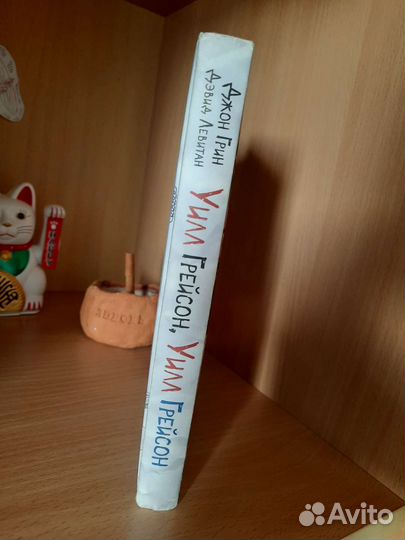 Джон Грин
Дэвид Левитан
Уилл Грейсон, Уилл Грейсон
Avito